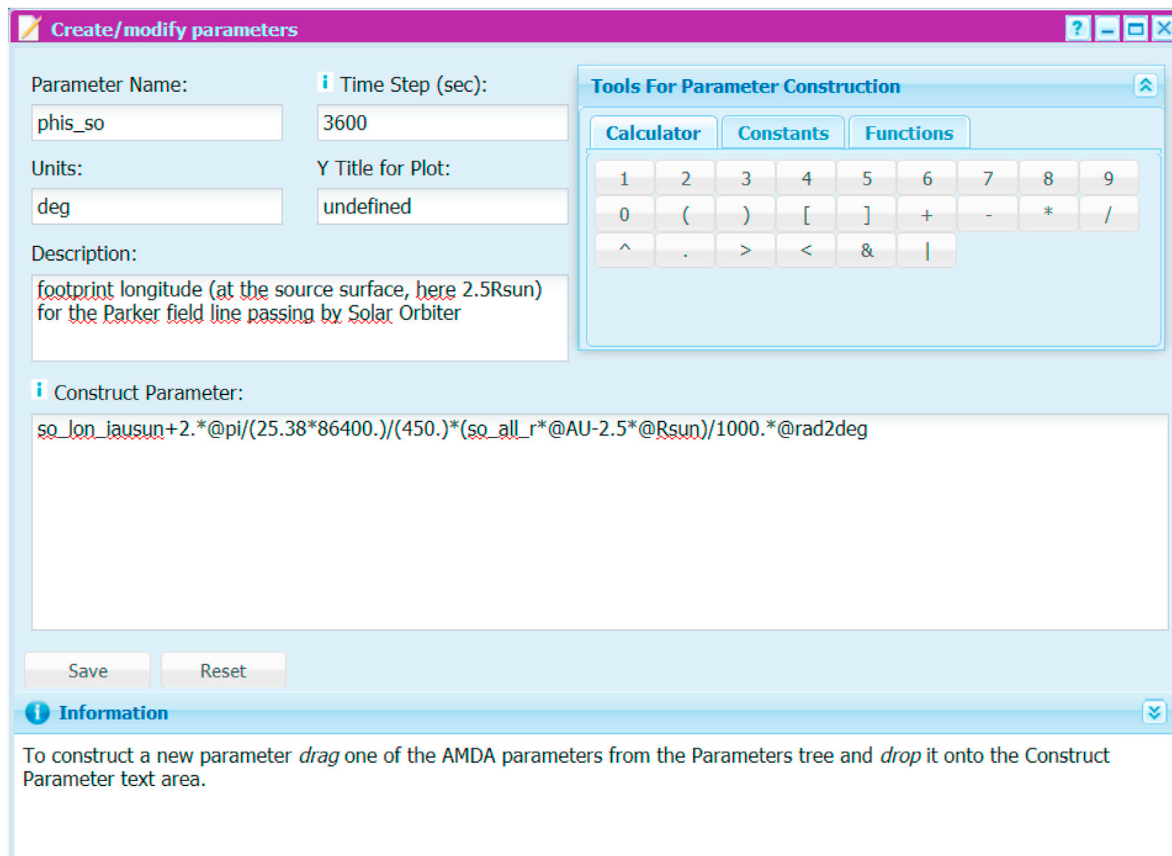 Create/modify parameters
?
Parameter Name:
i Time Step (sec):
phis_so
3600
Units:
Y Title for Plot:
deg
undefined
Description:
footprint longitude (at the source surface, here 2.5Rsun)
for the Parker field line passing by Solar Orbiter
Tools For Parameter Construction
Calculator Constants Functions
1 2 3 4 5 6 7 8 9
0 ( ) [ ] + - * /
^ . > < & |
i Construct Parameter:
so_lon_iausun+2.*@pi/(25.38*86400.)/(450.)*(so_all_r*@AU-2.5*@Rsun)/1000.*@rad2deg
Save Reset
i Information
To construct a new parameter drag one of the AMDA parameters from the Parameters tree and drop it onto the Construct
Parameter text area.